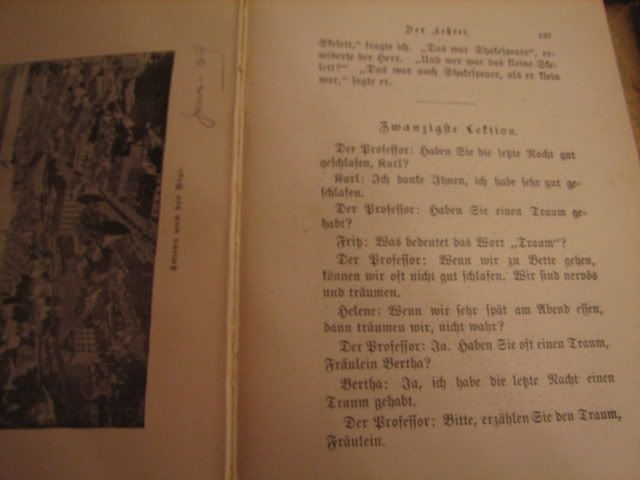 Der Lehrer.
Skelett," fragte ich. „Das war Shakespeare", er-
widerte der Herr. „Und wer war das kleine Ske-
lett?" „Das war auch Shakespeare, als er klein
war," sagte er.
Zwanzigste Lektion.
Der Professor: Haben Sie die letzte Nacht gut
geschlafen, Karl?
Karl: Ich danke Ihnen, ich habe sehr gut ge-
schlafen.
Der Professor: Haben Sie einen Traum ge-
habt?
Fritz: Was bedeutet das Wort „Traum"?
Der Professor: Wenn wir zu Bette gehen,
können wir oft nicht gut schlafen. Wir sind nervös
und träumen.
Helene: Wenn wir sehr spät am Abend essen,
dann träumen wir, nicht wahr?
Der Professor: Ja. Haben Sie oft einen Traum,
Fräulein Bertha?
Bertha: Ja, ich habe die letzte Nacht einen
Traum gehabt.
Der Professor: Bitte, erzählen Sie den Traum,
Fräulein.
Luzern und der Rigi.